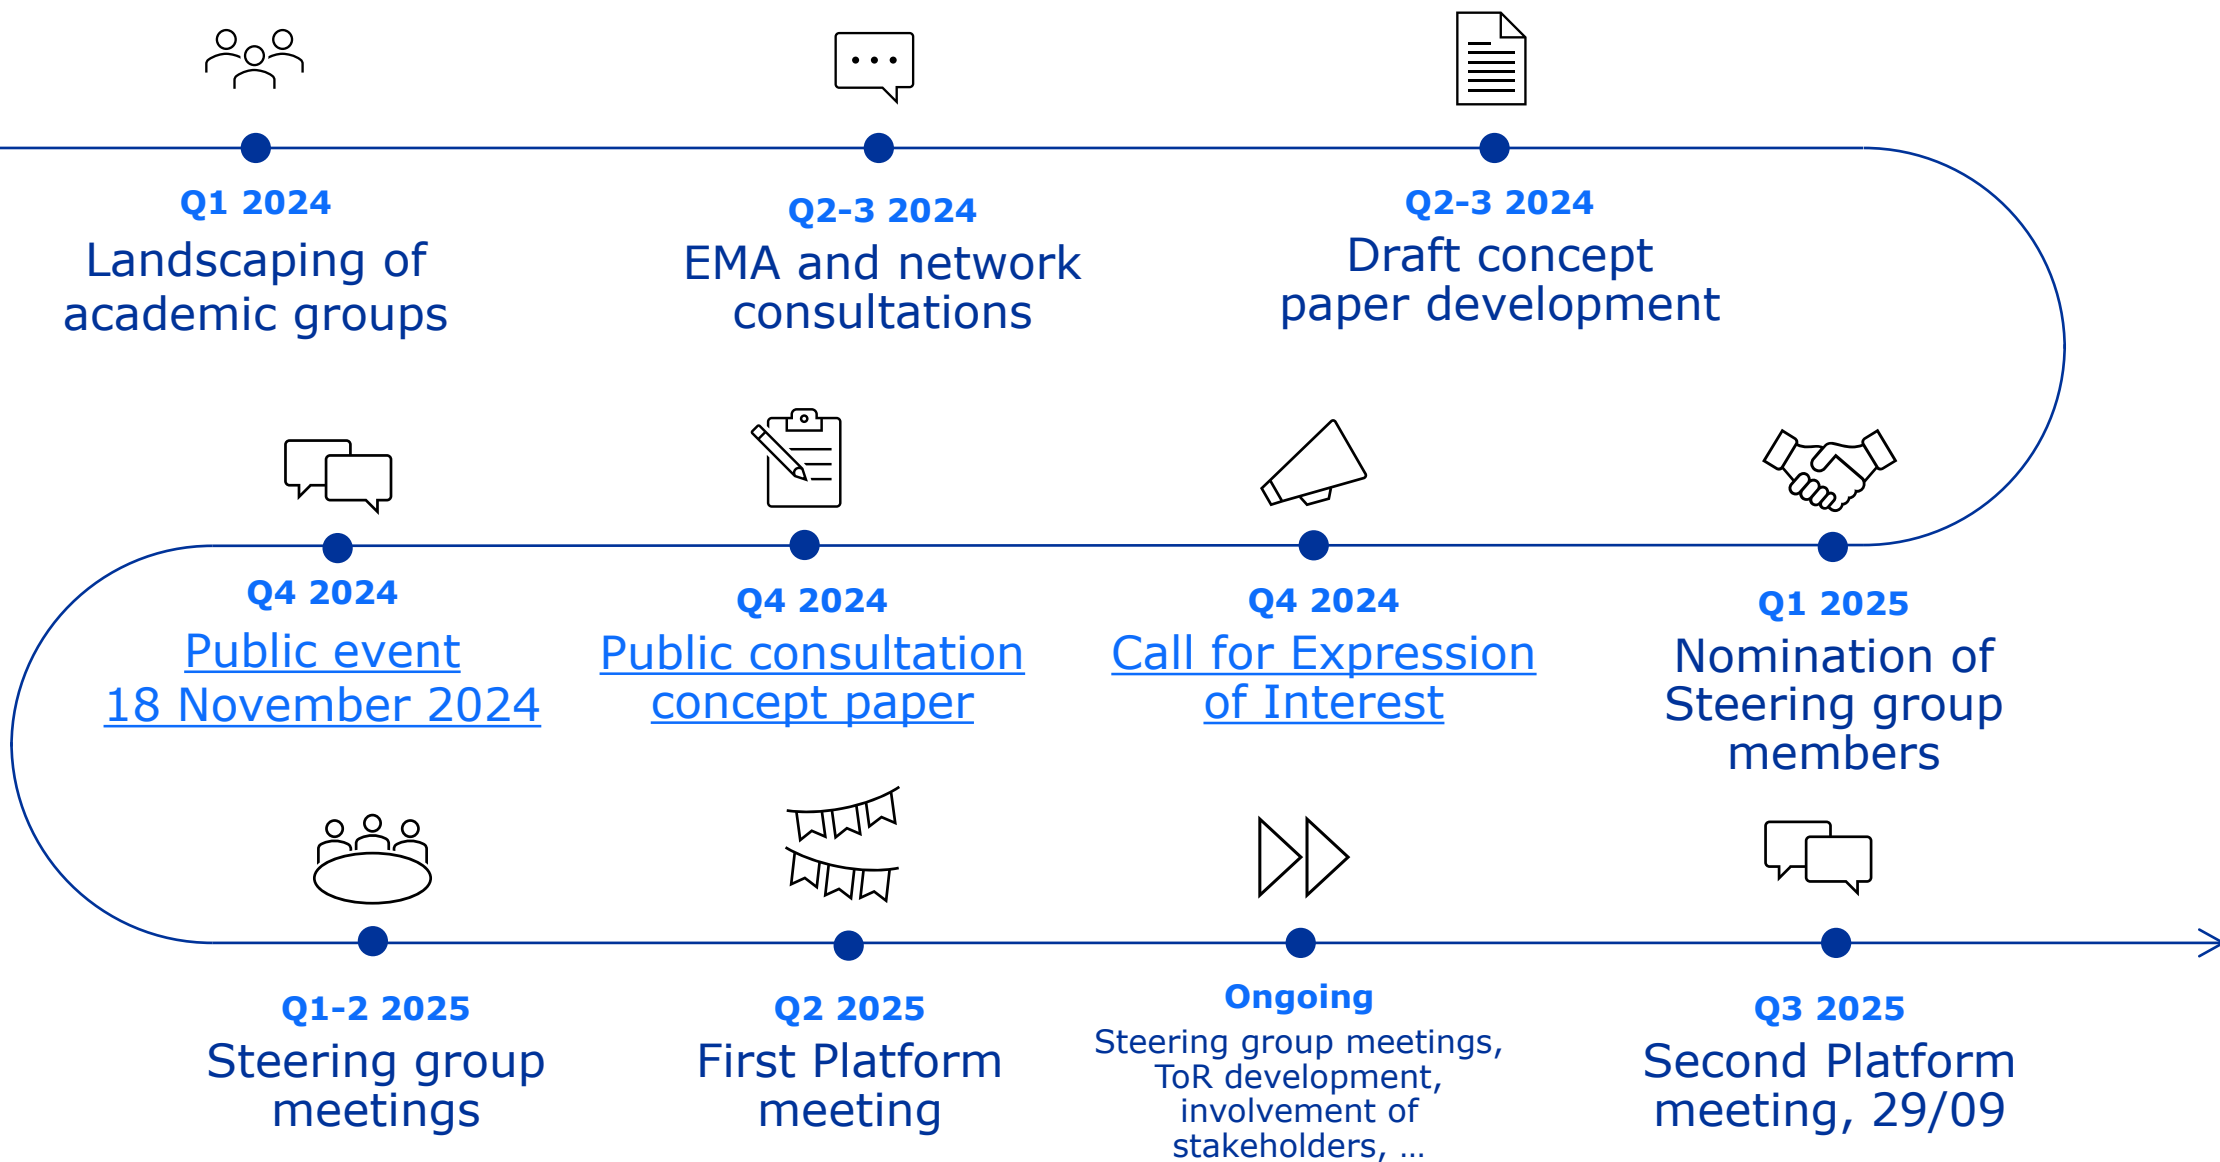 Q1 2024
Landscaping of
academic groups
Q2-3 2024
EMA and network
consultations
Q2-3 2024
Draft concept
paper development
Q4 2024
Public event
18 November 2024
Q4 2024
Public consultation
concept paper
Q4 2024
Call for Expression
of Interest
Q1 2025
Nomination of
Steering group
members
Q1-2 2025
Steering group
meetings
Q2 2025
First Platform
meeting
Ongoing
Steering group meetings,
ToR development,
involvement of
stakeholders, ...
Q3 2025
Second Platform
meeting, 29/09